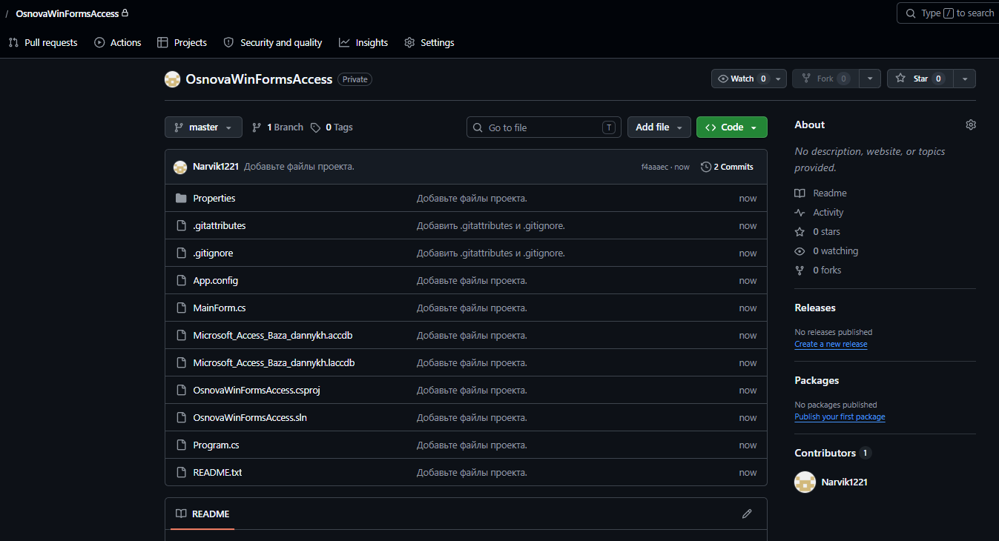 / OsnovaWinFormsAccess
Type / to search
Pull requests Actions Projects Security and quality Insights Settings
OsnovaWinFormsAccess Private
Watch 0 Fork 0 Star 0
master 1 Branch 0 Tags Go to file T Add file Code
Narvik1221 Добавьте файлы проекта. f4aaaec · now 2 Commits
Properties Добавьте файлы проекта. now
.gitattributes Добавить .gitattributes и .gitignore. now
.gitignore Добавить .gitattributes и .gitignore. now
App.config Добавьте файлы проекта. now
MainForm.cs Добавьте файлы проекта. now
Microsoft_Access_Baza_dannykh.accdb Добавьте файлы проекта. now
Microsoft_Access_Baza_dannykh.laccdb Добавьте файлы проекта. now
OsnovaWinFormsAccess.csproj Добавьте файлы проекта. now
OsnovaWinFormsAccess.sln Добавьте файлы проекта. now
Program.cs Добавьте файлы проекта. now
README.txt Добавьте файлы проекта. now
README
About
No description, website, or topics
provided.
Readme
Activity
0 stars
0 watching
0 forks
Releases
No releases published
Create a new release
Packages
No packages published
Publish your first package
Contributors 1
Narvik1221